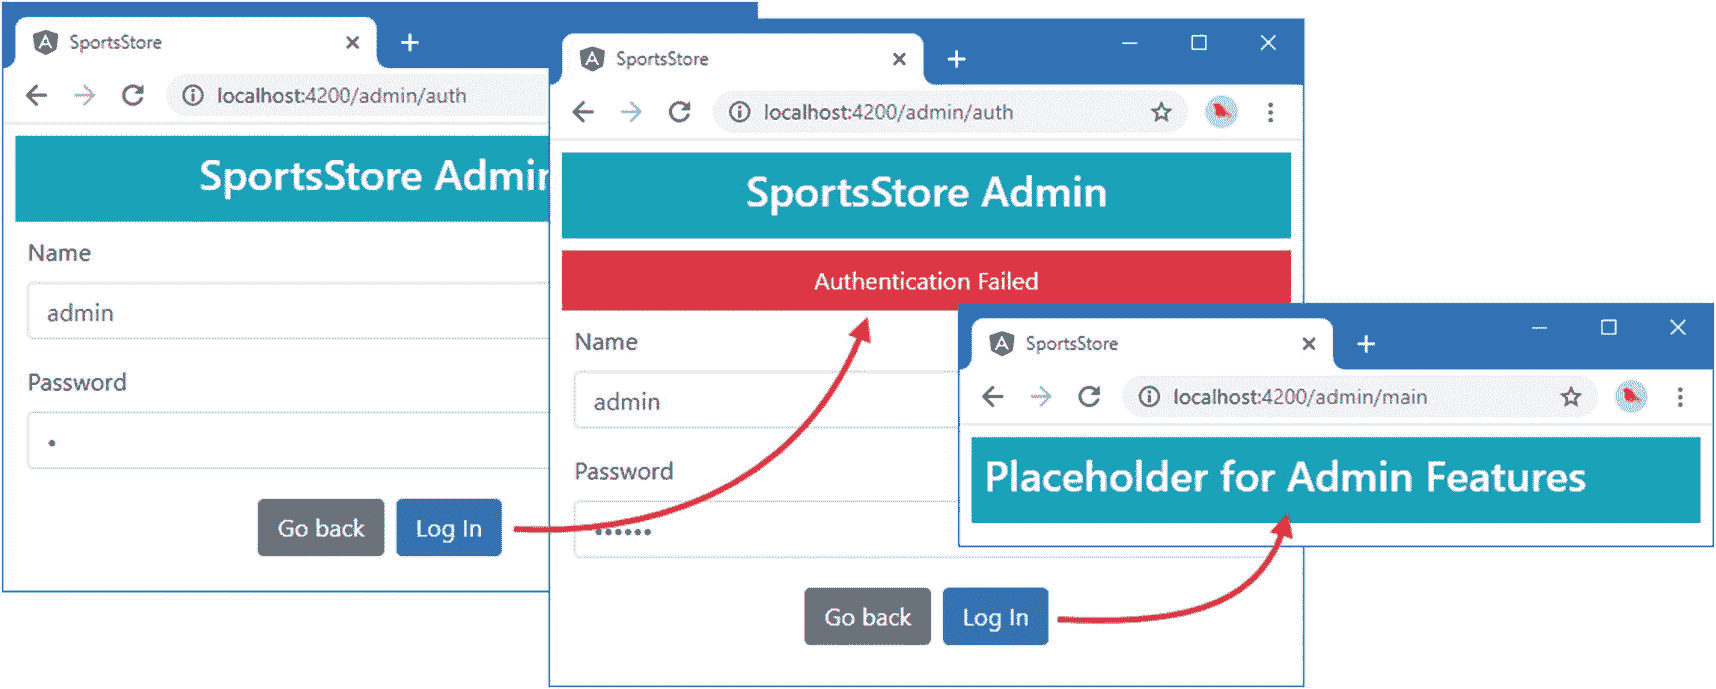 SportsStore
localhost:4200/admin/auth
SportsStore Admin
Name
admin
Password
Go back
Log In
SportsStore
localhost:4200/admin/auth
SportsStore Admin
Authentication Failed
Name
admin
Password
Go back
Log In
SportsStore
localhost:4200/admin/main
Placeholder for Admin Features